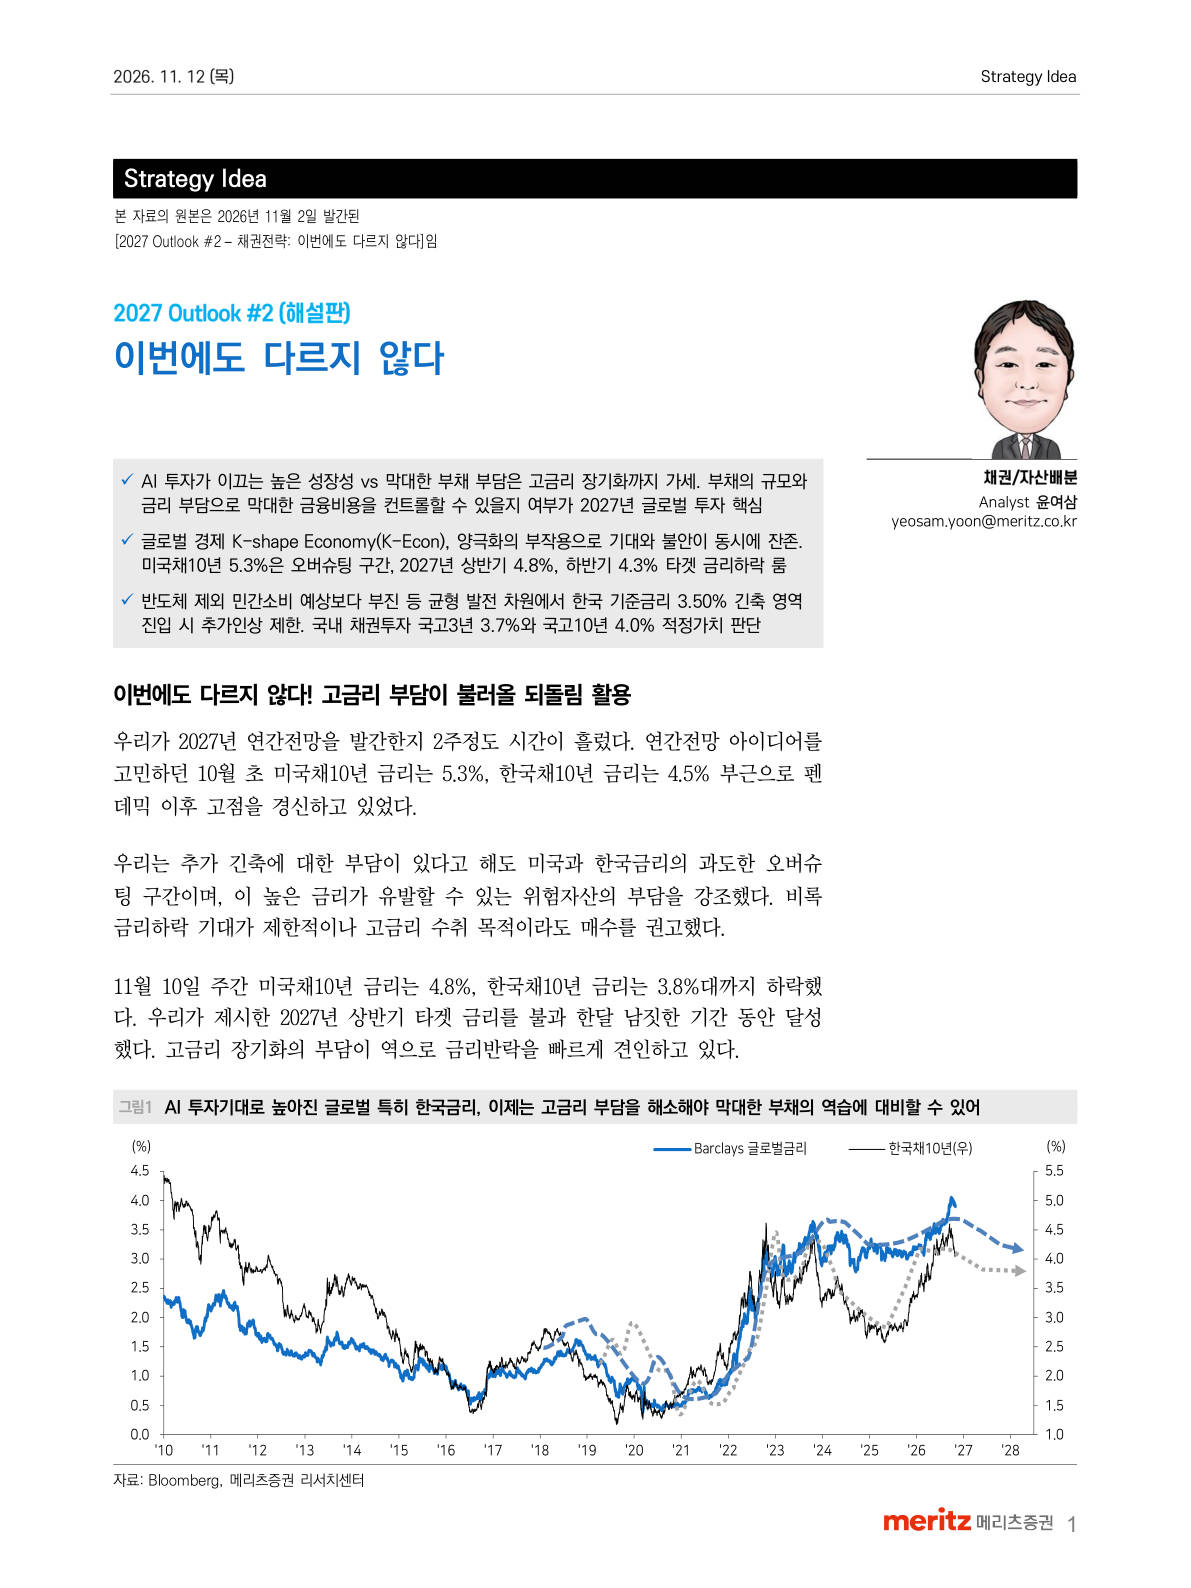 2026. 11. 12 (목)
Strategy Idea
Strategy Idea
본 자료의 원본은 2026년 11월 2일 발간된
[2027 Outlook #2 – 채권전략: 이번에도 다르지 않다]임
2027 Outlook #2 (해설판)
이번에도 다르지 않다
✓ AI 투자가 이끄는 높은 성장성 vs 막대한 부채 부담은 고금리 장기화까지 가세. 부채의 규모와
금리 부담으로 막대한 금융비용을 컨트롤할 수 있을지 여부가 2027년 글로벌 투자 핵심
✓ 글로벌 경제 K-shape Economy(K-Econ), 양극화의 부작용으로 기대와 불안이 동시에 잔존.
미국채10년 5.3%은 오버슈팅 구간, 2027년 상반기 4.8%, 하반기 4.3% 타겟 금리하락 룸
✓ 반도체 제외 민간소비 예상보다 부진 등 균형 발전 차원에서 한국 기준금리 3.50% 긴축 영역
진입 시 추가인상 제한. 국내 채권투자 국고3년 3.7%와 국고10년 4.0% 적정가치 판단
채권/자산배분
Analyst 윤여삼
yeosam.yoon@meritz.co.kr
이번에도 다르지 않다! 고금리 부담이 불러올 되돌림 활용
우리가 2027년 연간전망을 발간한지 2주정도 시간이 흘렀다. 연간전망 아이디어를
고민하던 10월 초 미국채10년 금리는 5.3%, 한국채10년 금리는 4.5% 부근으로 펜
데믹 이후 고점을 경신하고 있었다.
우리는 추가 긴축에 대한 부담이 있다고 해도 미국과 한국금리의 과도한 오버슈
팅 구간이며, 이 높은 금리가 유발할 수 있는 위험자산의 부담을 강조했다. 비록
금리하락 기대가 제한적이나 고금리 수취 목적이라도 매수를 권고했다.
11월 10일 주간 미국채10년 금리는 4.8%, 한국채10년 금리는 3.8%대까지 하락했
다. 우리가 제시한 2027년 상반기 타겟 금리를 불과 한달 남짓한 기간 동안 달성
했다. 고금리 장기화의 부담이 역으로 금리반락을 빠르게 견인하고 있다.
그림1 AI 투자기대로 높아진 글로벌 특히 한국금리, 이제는 고금리 부담을 해소해야 막대한 부채의 역습에 대비할 수 있어
(%) Barclays 글로벌금리 한국채10년(우) (%)
4.5 5.5
4.0 5.0
3.5 4.5
3.0 4.0
2.5 3.5
2.0 3.0
1.5 2.5
1.0 2.0
0.5 1.5
0.0 1.0
'10 '11 '12 '13 '14 '15 '16 '17 '18 '19 '20 '21 '22 '23 '24 '25 '26 '27 '28
자료: Bloomberg, 메리츠증권 리서치센터
meritz 메리츠증권 1